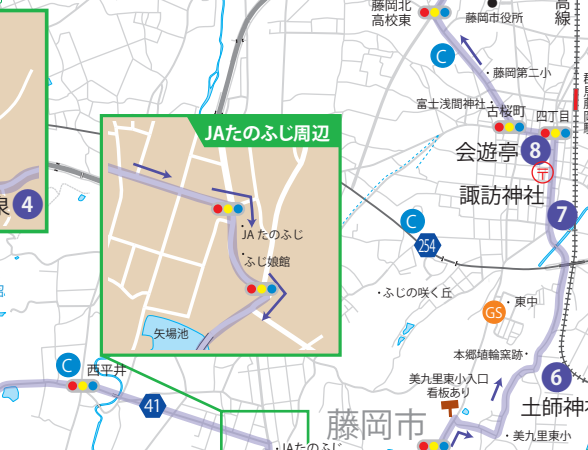 藤岡北
高校東
藤岡市役所
高
線
C
・藤岡第二小
富士浅間神社・
古桜町
四丁目
会遊亭 8
〒
諏訪神社
7
JAたのふじ周辺
・JAたのふじ
・ふじ娘館
矢場池
泉 4
C
254
・ふじの咲く丘
GS
・東中
本郷埴輪窯跡・
6
土師神社
美九里東小入口
看板あり
・美九里東小
C
西平井
41
藤岡市
・JAたのふじ